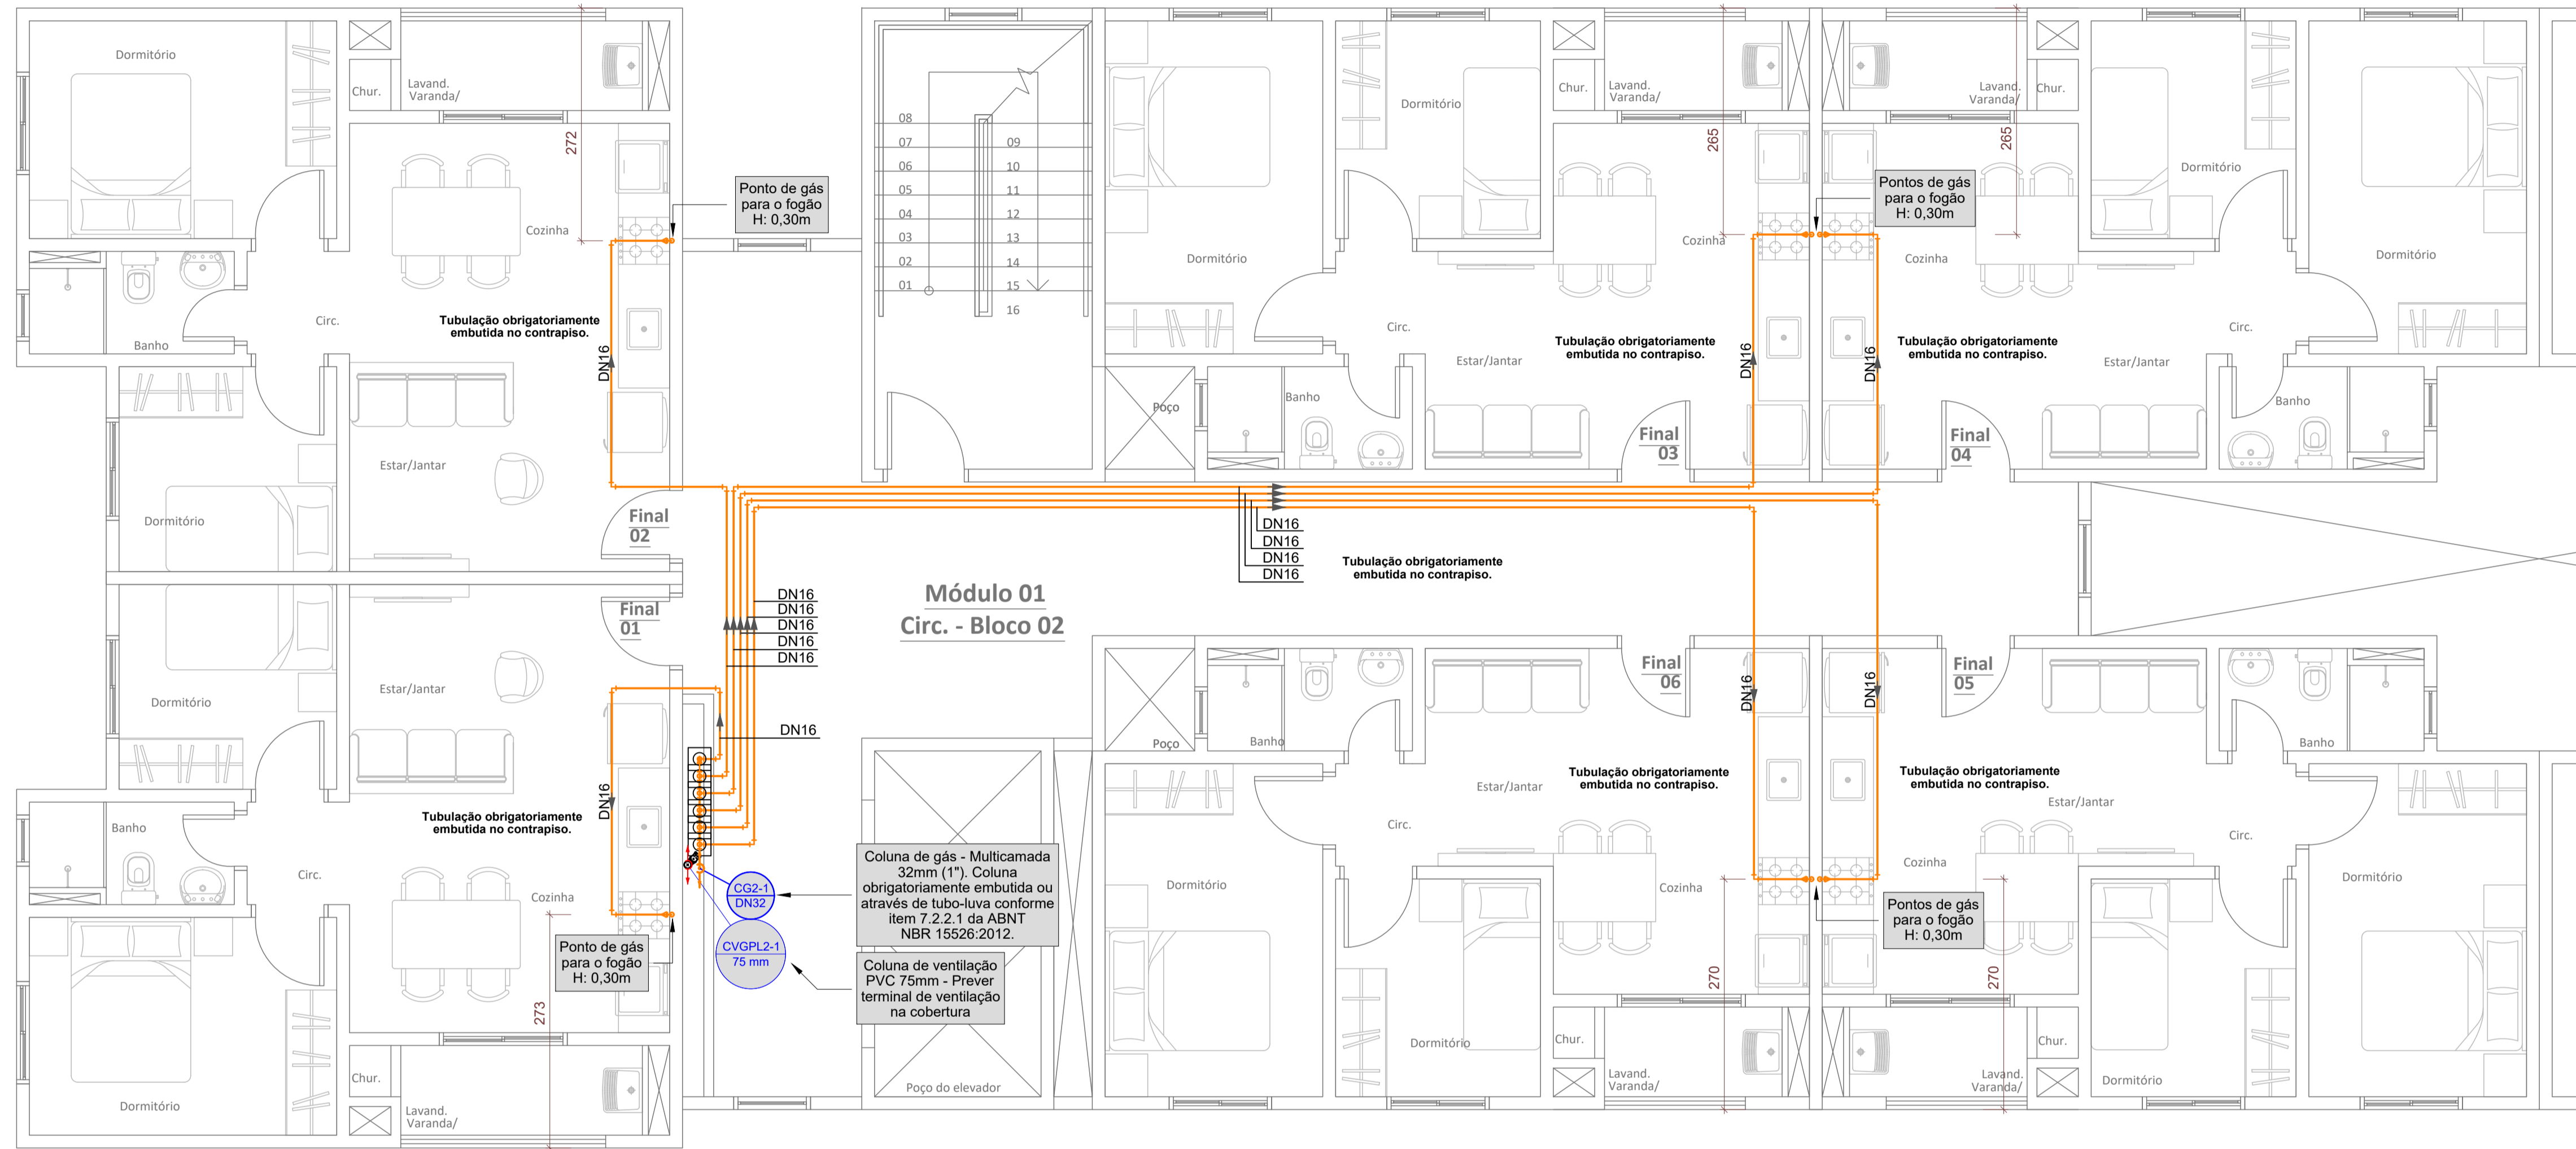 Dormitório
Chur.
Lavand.
Varanda/
272
Cozinha
Ponto de gás
para o fogão
H: 0,30m
Banho
Circ.
Tubulação obrigatoriamente
embutida no contrapiso.
DN16
Estar/Jantar
Dormitório
Final
02
08
07
06
05
04
03
02
01
09
10
11
12
13
14
15
16
Dormitório
Dormitório
Chur.
Lavand.
Varanda/
265
Cozinha
Circ.
Estar/Jantar
Tubulação obrigatoriamente
embutida no contrapiso.
DN16
Poço
Banho
Final
03
Lavand.
Varanda/
Chur.
265
Pontos de gás
para o fogão
H: 0,30m
Cozinha
Dormitório
Dormitório
Tubulação obrigatoriamente
embutida no contrapiso.
DN16
Circ.
Estar/Jantar
Banho
Final
04
DN16
DN16
DN16
DN16
Tubulação obrigatoriamente
embutida no contrapiso.
Módulo 01
Circ. - Bloco 02
DN16
DN16
DN16
DN16
DN16
DN16
Final
01
Dormitório
Estar/Jantar
DN16
Tubulação obrigatoriamente
embutida no contrapiso.
Banho
Circ.
Cozinha
Ponto de gás
para o fogão
H: 0,30m
273
Dormitório
Chur.
Lavand.
Varanda/
CG2-1
DN32
CVGPL2-1
75 mm
Coluna de gás - Multicamada
32mm (1"). Coluna
obrigatoriamente embutida ou
através de tubo-luva conforme
item 7.2.2.1 da ABNT
NBR 15526:2012.
Coluna de ventilação
PVC 75mm - Prever
terminal de ventilação
na cobertura
Poço do elevador
Poço
Banho
Final
06
DN16
Estar/Jantar
Tubulação obrigatoriamente
embutida no contrapiso.
Circ.
Dormitório
Cozinha
270
Dormitório
Chur.
Lavand.
Varanda/
Final
05
DN16
Banho
Tubulação obrigatoriamente
embutida no contrapiso.
Estar/Jantar
Circ.
Cozinha
Pontos de gás
para o fogão
H: 0,30m
Dormitório
270
Chur.
Lavand.
Varanda/
Dormitório